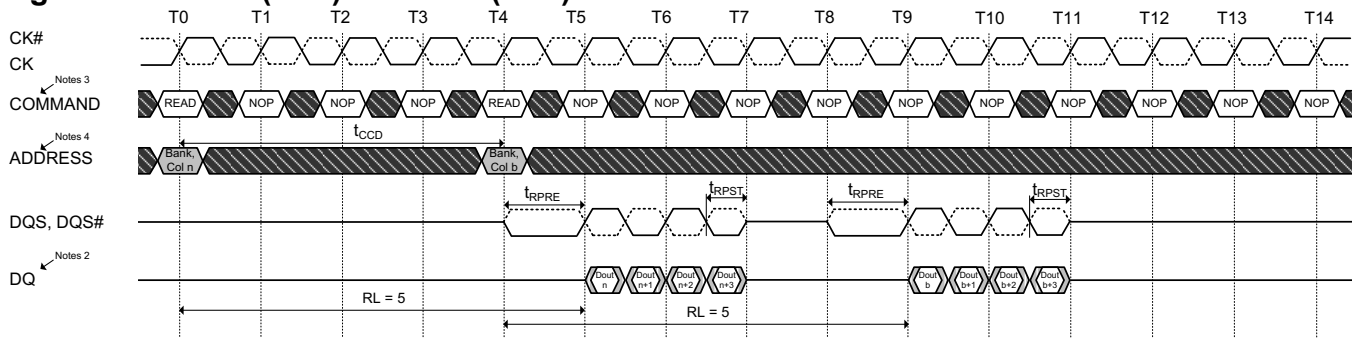 T0 T1 T2 T3 T4 T5 T6 T7 T8 T9 T10 T11 T12 T13 T14
CK#
CK
Notes 3
COMMAND READ NOP NOP NOP READ NOP NOP NOP NOP NOP NOP NOP NOP NOP NOP
tCCD
Notes 4
ADDRESS Bank, Col n Bank, Col b
tRPRE tRPST tRPRE tRPST
DQS, DQS#
Notes 2
DQ Dout n Dout n+1 Dout n+2 Dout n+3 Dout b Dout b+1 Dout b+2 Dout b+3
RL = 5
RL = 5